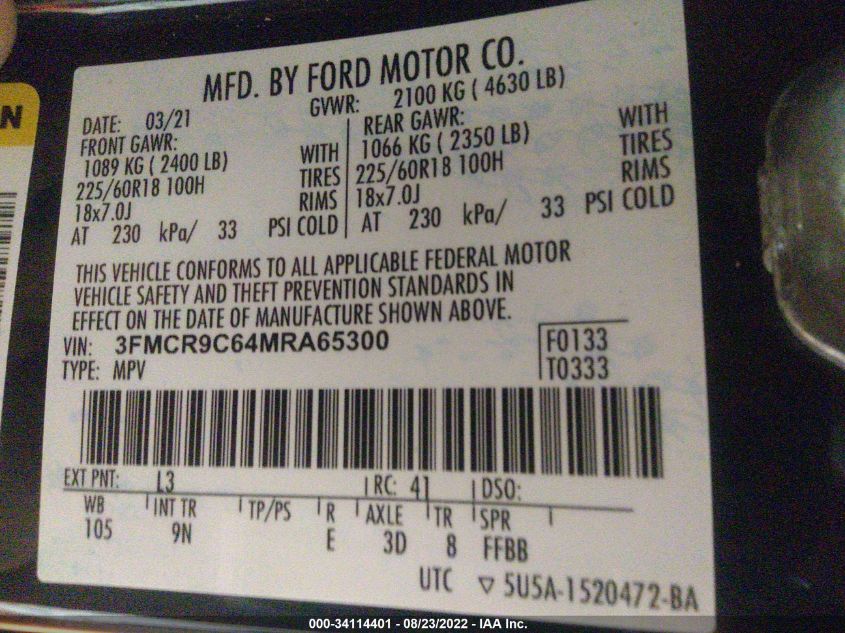 N
MFD. BY FORD MOTOR CO.
DATE: 03/21 GVWR: 2100 KG ( 4630 LB)
FRONT GAWR: REAR GAWR:
1089 KG ( 2400 LB) WITH 1066 KG ( 2350 LB) WITH
225/60R18 100H TIRES 225/60R18 100H TIRES
18x7.0J RIMS 18x7.0J RIMS
AT 230 kPa/ 33 PSI COLD AT 230 kPa/ 33 PSI COLD
THIS VEHICLE CONFORMS TO ALL APPLICABLE FEDERAL MOTOR
VEHICLE SAFETY AND THEFT PREVENTION STANDARDS IN
EFFECT ON THE DATE OF MANUFACTURE SHOWN ABOVE.
VIN: 3FMCR9C64MRA65300 F0133
TYPE: MPV T0333
EXT PNT: L3 RC: 41 DSO:
WB INT TR TP/PS R AXLE TR SPR
105 9N E 3D 8 FFBB
UTC ▽ 5U5A-1520472-BA
000-34114401 - 08/23/2022 - IAA Inc.